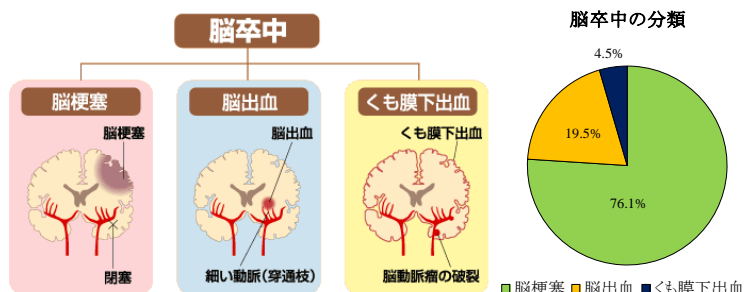 脳卒中
脳梗塞
脳梗塞
閉塞
脳出血
脳出血
細い動脈(穿通枝)
くも膜下出血
くも膜下出血
脳動脈瘤の破裂
脳卒中の分類
4.5%
19.5%
76.1%
脳梗塞 脳出血 くも膜下出血